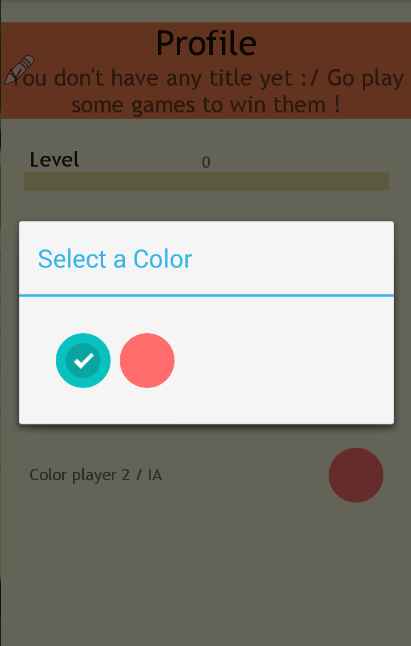 Profile
You don't have any title yet :/ Go play
some games to win them !
Level 0
Select a Color
Color player 2 / IA